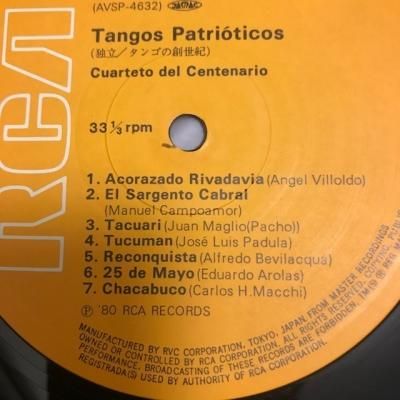 (AVSP-4632)
RCA
Tangos Patrióticos
(独立/タンゴの創世紀)
Cuarteto del Centenario
33 1/3 rpm
1. Acorazado Rivadavia (Angel Villoldo)
2. El Sargento Cabral
(Manuel Campoamor)
3. Tacuari (Juan Maglio(Pacho))
4. Tucuman (José Luis Padula)
5. Reconquista (Alfredo Bevilacqua)
6. 25 de Mayo (Eduardo Arolas)
7. Chacabuco (Carlos H. Macchi)
Ⓟ '80 RCA RECORDS
MANUFACTURED BY RVC CORPORATION, TOKYO, JAPAN, FROM MASTER RECORDINGS
OWNED OR CONTROLLED BY RCA CORPORATION. ALL RIGHTS RESERVED.
PERFORMANCE, BROADCASTING OF THESE RECORDS ARE FORBIDDEN. TM(S) ®
REGISTRADA(S) USED BY AUTHORITY OF RCA CORPORATION.